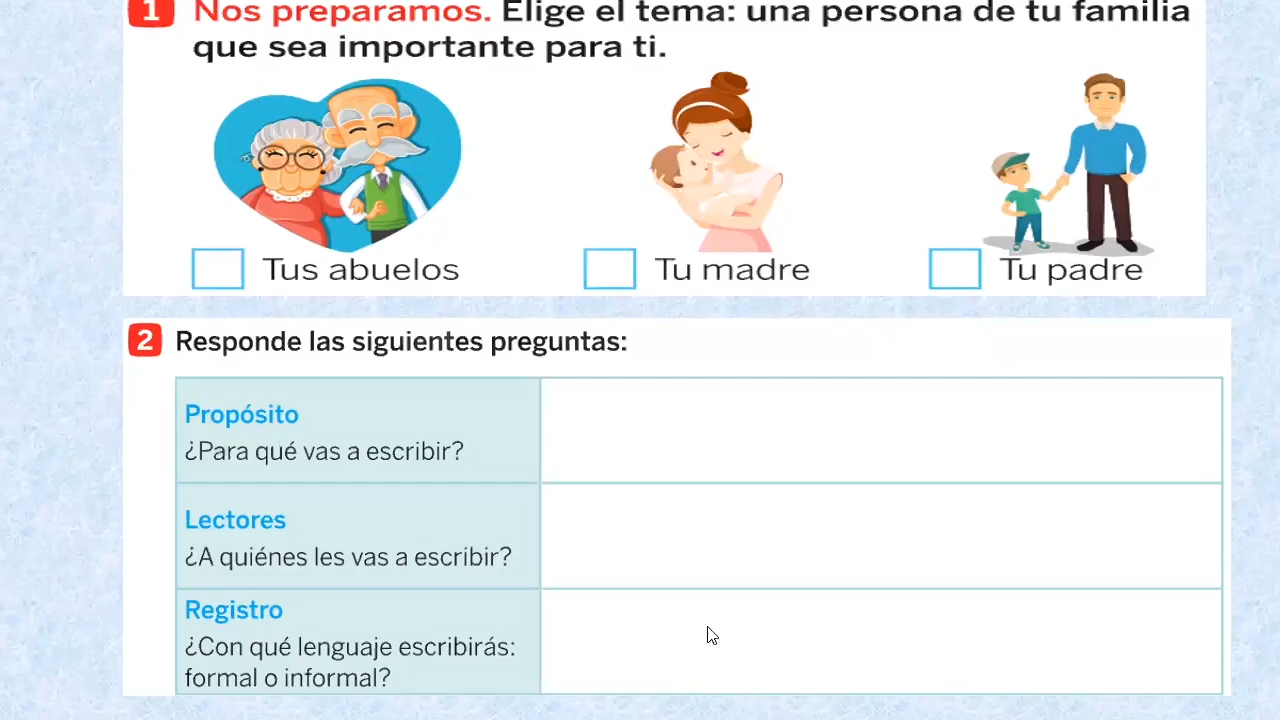 1 Nos preparamos. Elige el tema: una persona de tu familia
que sea importante para ti.
Tus abuelos
Tu madre
Tu padre
2 Responde las siguientes preguntas:
Propósito
¿Para qué vas a escribir?
Lectores
¿A quiénes les vas a escribir?
Registro
¿Con qué lenguaje escribirás:
formal o informal?